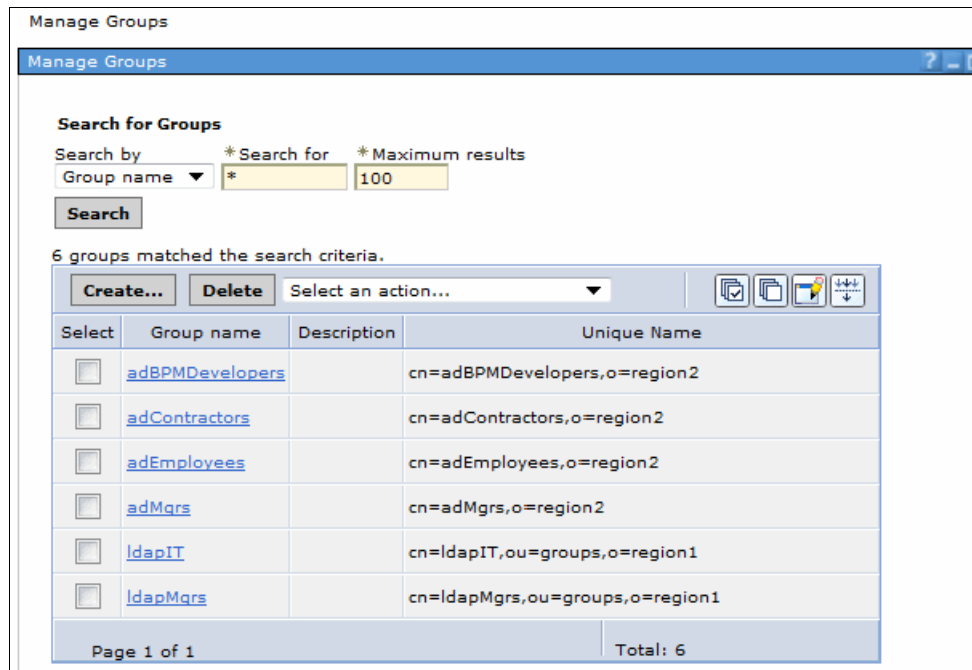 Manage Groups
Manage Groups ?
Search for Groups
Search by *Search for *Maximum results
Group name * 100
Search
6 groups matched the search criteria.
Create... Delete Select an action...
Select Group name Description Unique Name
adBPMDevelopers cn=adBPMDevelopers,o=region2
adContractors cn=adContractors,o=region2
adEmployees cn=adEmployees,o=region2
adMgrs cn=adMgrs,o=region2
ldapIT cn=ldapIT,ou=groups,o=region1
ldapMgrs cn=ldapMgrs,ou=groups,o=region1
Page 1 of 1 Total: 6